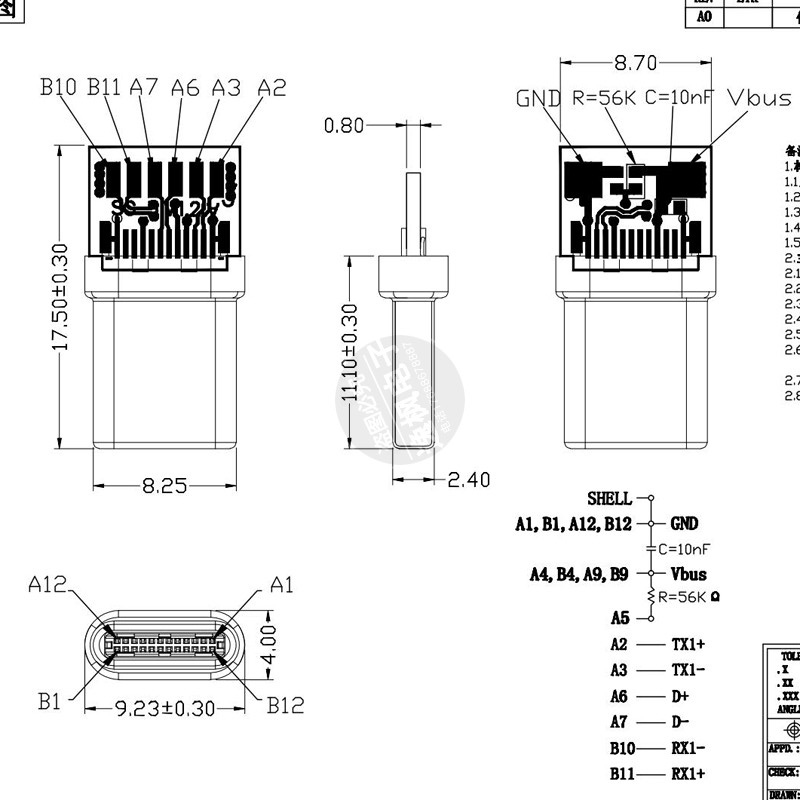 图
A0
B10 B11 A7 A6 A3 A2
0.80
8.70
GND R=56K C=10nF Vbus
17.50±0.30
11.10±0.30
8.25
2.40
1.
1.1
1.2
1.3
1.4
1.5
2.
2.1
2.2
2.3
2.4
2.5
2.6
2.7
2.8
SHELL
A1, B1, A12, B12 GND
C=10nF
A4, B4, A9, B9 Vbus
R=56K Ω
A5
A2 TX1+
A3 TX1-
A6 D+
A7 D-
B10 RX1-
B11 RX1+
A12 A1
4.00
B1 B12
9.23±0.30
TOLE
.X
.XX
.XXX
ANGLE
APPD.:
CHECK:
DRAWN: